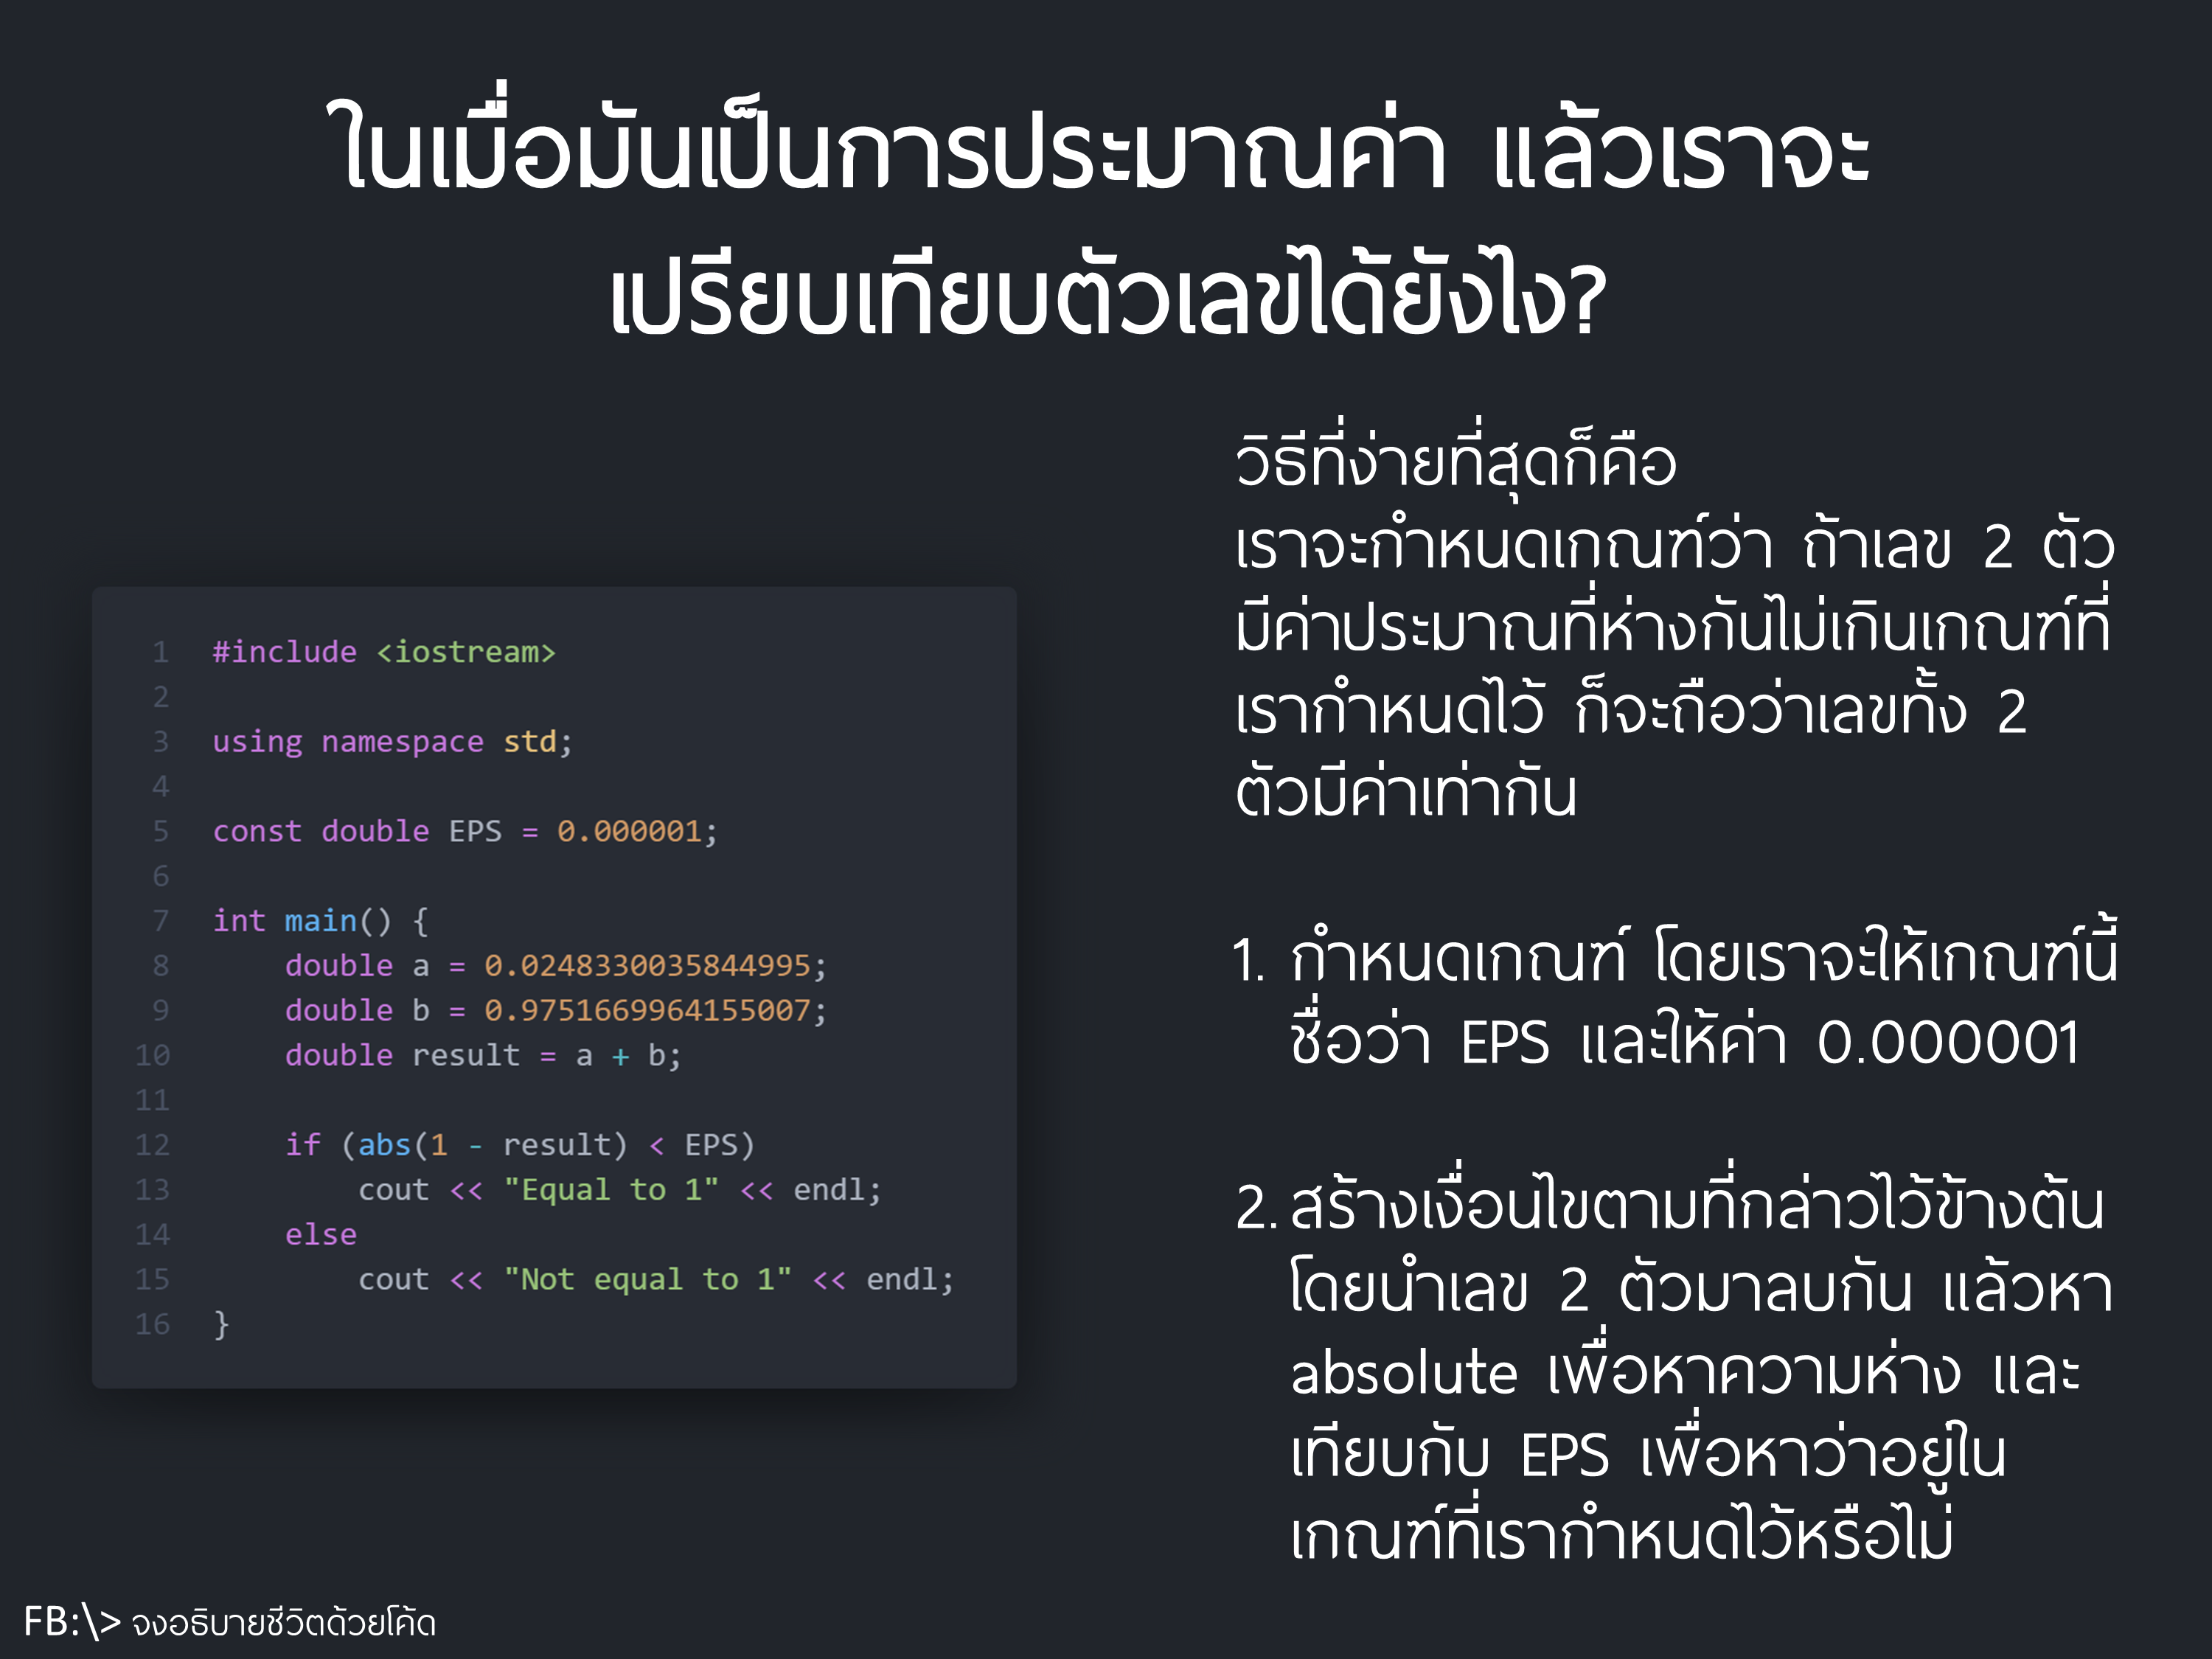 ในเมื่อมันเป็นการประมาณค่า แล้วเราจะ
เปรียบเทียบตัวเลขได้ยังไง?
1 #include <iostream>
2
3 using namespace std;
4
5 const double EPS = 0.000001;
6
7 int main() {
8     double a = 0.0248330035844995;
9     double b = 0.9751669964155007;
10     double result = a + b;
11
12     if (abs(1 - result) < EPS)
13         cout << "Equal to 1" << endl;
14     else
15         cout << "Not equal to 1" << endl;
16 }
วิธีที่ง่ายที่สุดก็คือ
เราจะกำหนดเกณฑ์ว่า ถ้าเลข 2 ตัว
มีค่าประมาณที่ห่างกันไม่เกินเกณฑ์ที่
เรากำหนดไว้ ก็จะถือว่าเลขทั้ง 2
ตัวมีค่าเท่ากัน
1. กำหนดเกณฑ์ โดยเราจะให้เกณฑ์นี้
ชื่อว่า EPS และให้ค่า 0.000001
2. สร้างเงื่อนไขตามที่กล่าวไว้ข้างต้น
โดยนำเลข 2 ตัวมาลบกัน แล้วหา
absolute เพื่อหาความห่าง และ
เทียบกับ EPS เพื่อหาว่าอยู่ใน
เกณฑ์ที่เรากำหนดไว้หรือไม่
FB:\> จงอธิบายชีวิตด้วยโค้ด